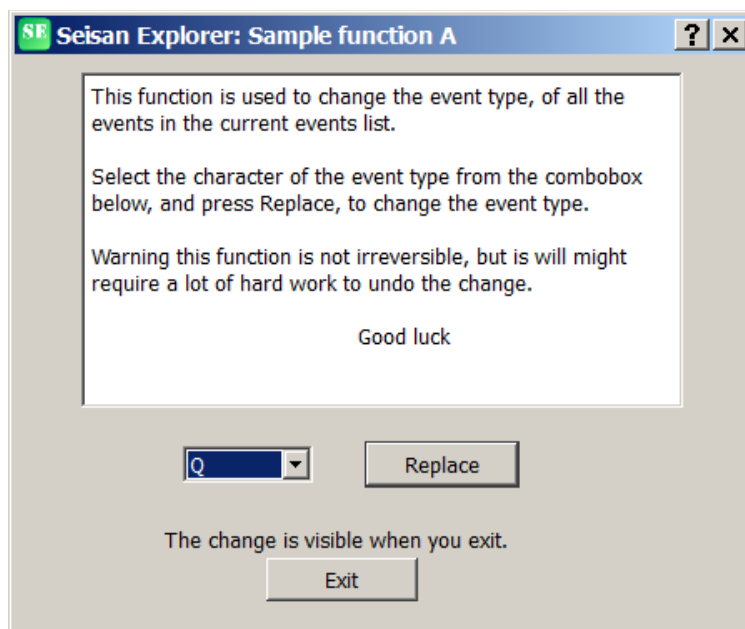 SE Seisan Explorer: Sample function A ? X
This function is used to change the event type, of all the
events in the current events list.
Select the character of the event type from the combobox
below, and press Replace, to change the event type.
Warning this function is not irreversible, but is will might
require a lot of hard work to undo the change.
Good luck
Q Replace
The change is visible when you exit.
Exit